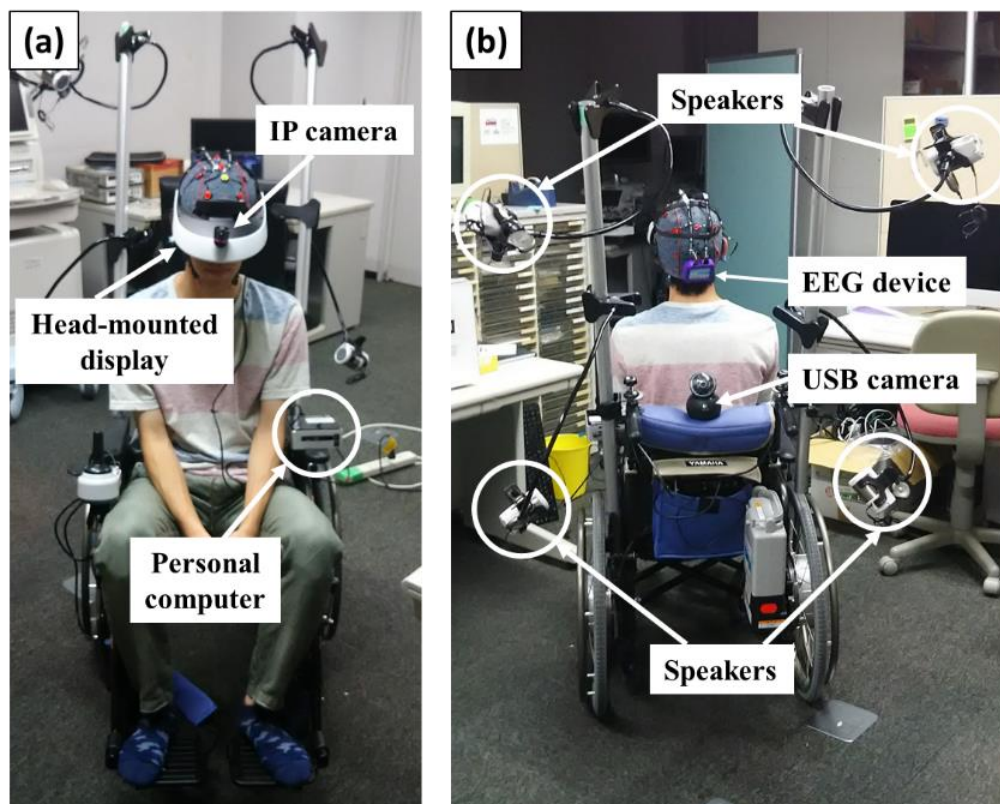 (a)
IP camera
Head-mounted
display
Personal
computer
(b)
Speakers
EEG device
USB camera
YAMAHA
Speakers